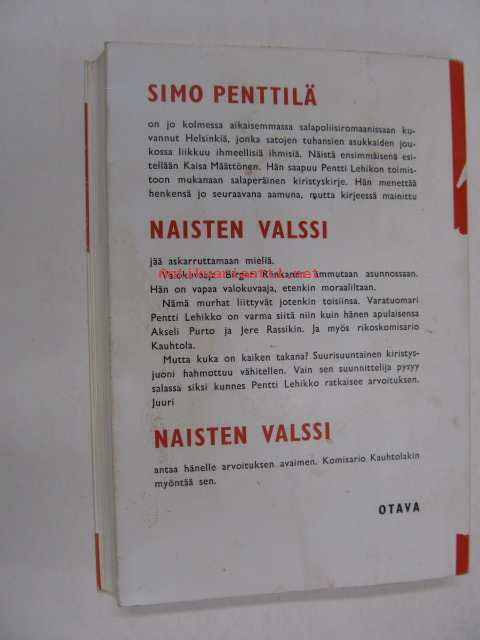 SIMO PENTTILÄ
on jo kolmessa aikaisemmassa salapoliisiromaanissaan ku-
vannut Helsinkiä, jonka satojen tuhansien asukkaiden jou-
kossa liikkuu ihmeellisiä ihmisiä. Näistä ensimmäisenä esi-
tellään Kaisa Määttönen. Hän saapuu Pentti Lehikon toimis-
toon mukanaan salaperäinen kiristyskirje. Hän menettää
henkensä jo seuraavana aamuna, mutta kirjeessä mainittu
NAISTEN VALSSI
jää askarruttamaan mieliä.
Valokuvaaja Birger Rönkanen ammutaan asunnossaan.
Hän on vapaa valokuvaaja, etenkin moraaliltaan.
Nämä murhat liittyvät jotenkin toisiinsa. Varatuomari
Pentti Lehikko on varma siitä niin kuin hänen apulaisensa
Akseli Purto ja Jere Rassikin. Ja myös rikoskomisario
Kauhtola.
Mutta kuka on kaiken takana? Suurisuuntainen kiristys-
juoni hahmottuu vähitellen. Vain sen suunnittelija pysyy
salassa siksi kunnes Pentti Lehikko ratkaisee arvoituksen.
Juuri
NAISTEN VALSSI
antaa hänelle arvoituksen avaimen. Komisario Kauhtolakin
myöntää sen.
OTAVA